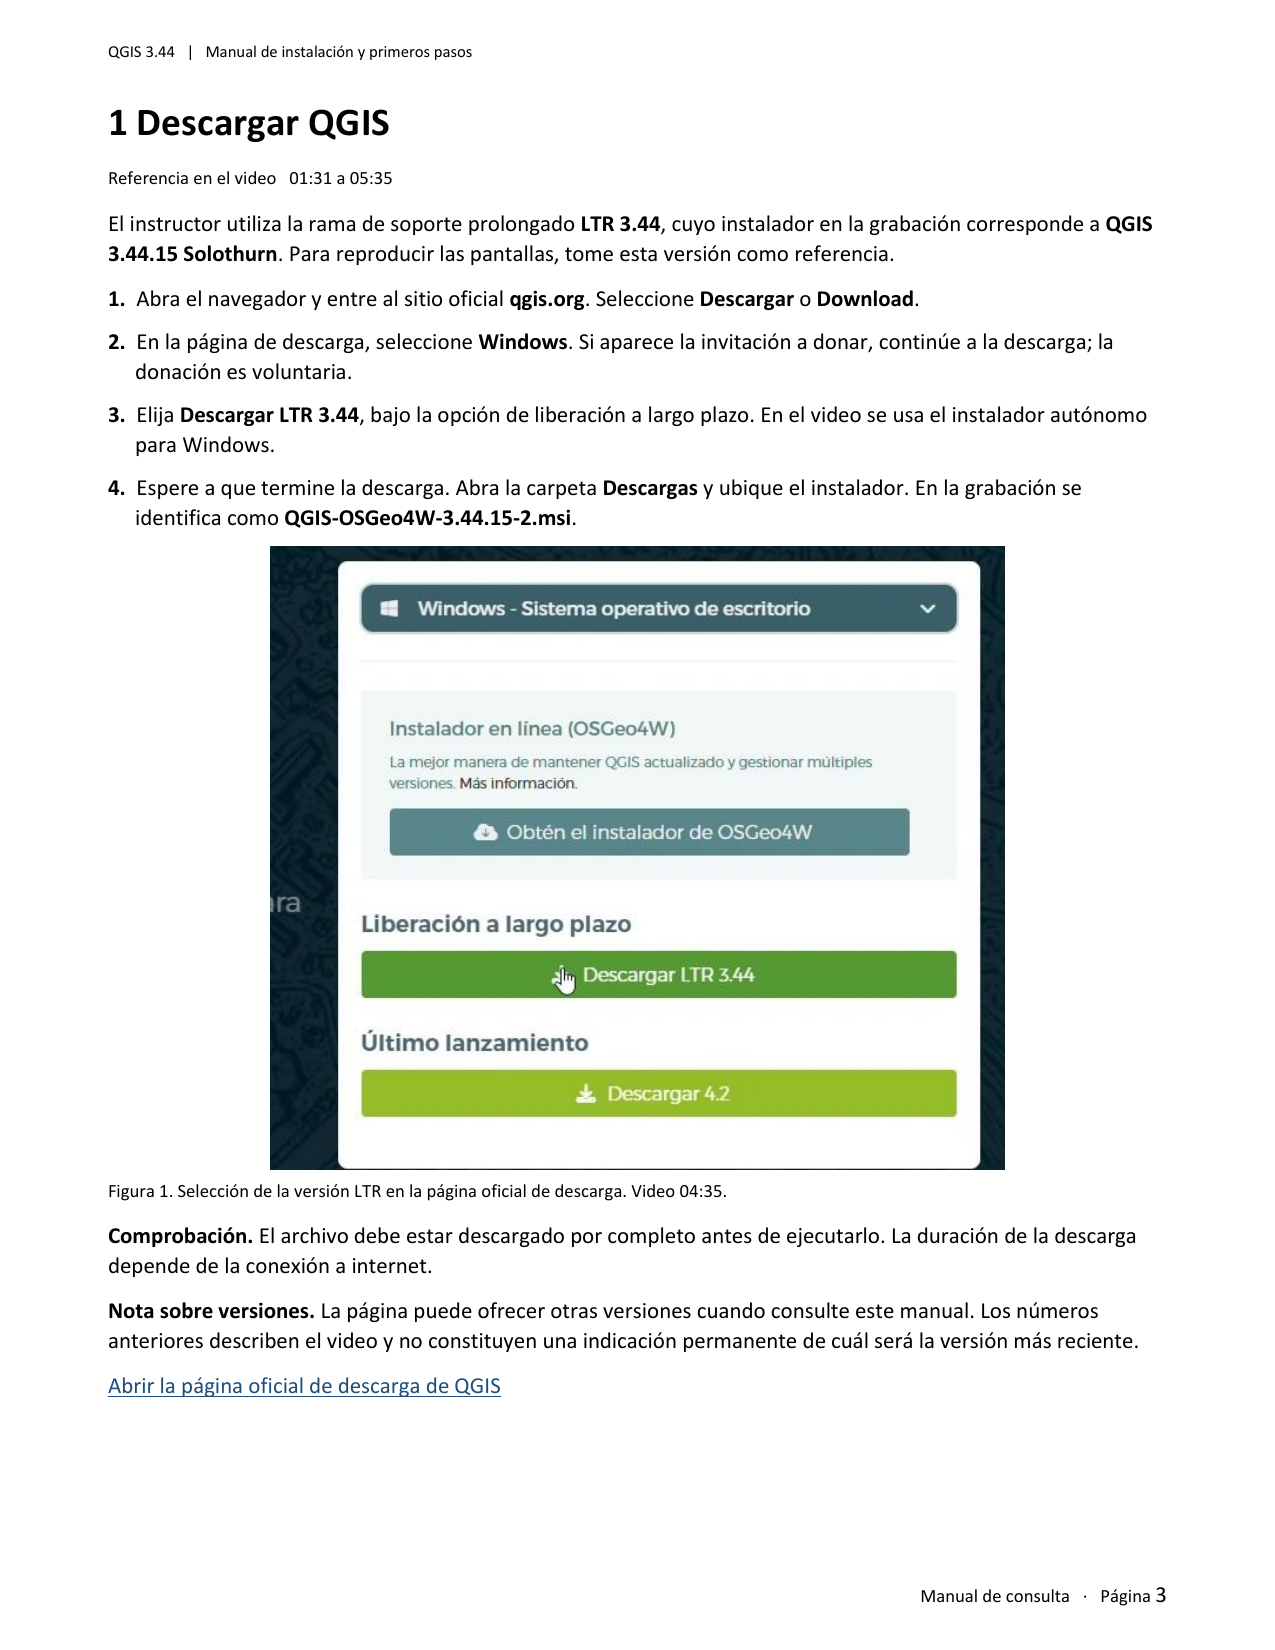 QGIS 3.44 | Manual de instalación y primeros pasos
1 Descargar QGIS
Referencia en el video 01:31 a 05:35
El instructor utiliza la rama de soporte prolongado LTR 3.44, cuyo instalador en la grabación corresponde a QGIS
3.44.15 Solothurn. Para reproducir las pantallas, tome esta versión como referencia.
1. Abra el navegador y entre al sitio oficial qgis.org. Seleccione Descargar o Download.
2. En la página de descarga, seleccione Windows. Si aparece la invitación a donar, continúe a la descarga; la
donación es voluntaria.
3. Elija Descargar LTR 3.44, bajo la opción de liberación a largo plazo. En el video se usa el instalador autónomo
para Windows.
4. Espere a que termine la descarga. Abra la carpeta Descargas y ubique el instalador. En la grabación se
identifica como QGIS-OSGeo4W-3.44.15-2.msi.
Windows - Sistema operativo de escritorio
Instalador en línea (OSGeo4W)
La mejor manera de mantener QGIS actualizado y gestionar múltiples
versiones. Más información.
Obtén el instalador de OSGeo4W
ara
Liberación a largo plazo
Descargar LTR 3.44
Último lanzamiento
Descargar 4.2
Figura 1. Selección de la versión LTR en la página oficial de descarga. Video 04:35.
Comprobación. El archivo debe estar descargado por completo antes de ejecutarlo. La duración de la descarga
depende de la conexión a internet.
Nota sobre versiones. La página puede ofrecer otras versiones cuando consulte este manual. Los números
anteriores describen el video y no constituyen una indicación permanente de cuál será la versión más reciente.
Abrir la página oficial de descarga de QGIS
Manual de consulta · Página 3